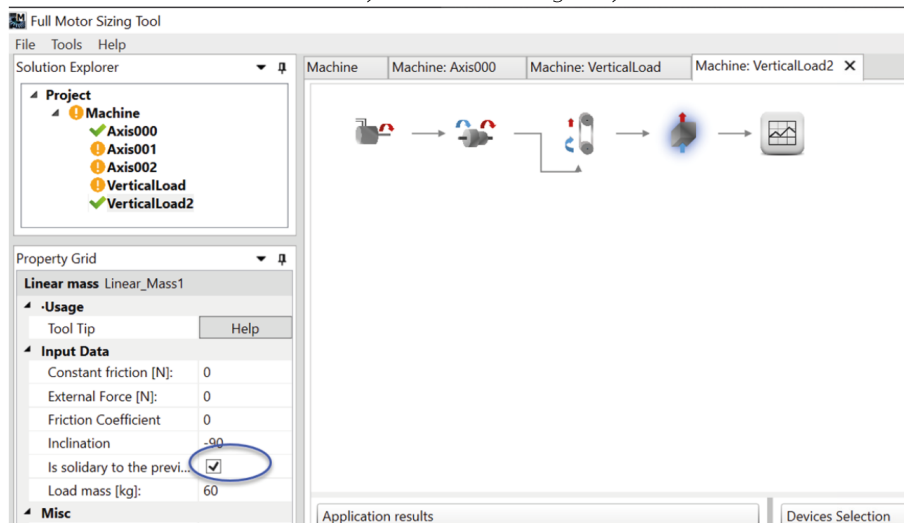 Full Motor Sizing Tool
File Tools Help
Solution Explorer
Project
Machine
Axis000
Axis001
Axis002
VerticalLoad
VerticalLoad2
Property Grid
Linear mass Linear_Mass1
·Usage
Tool Tip Help
Input Data
Constant friction [N]: 0
External Force [N]: 0
Friction Coefficient 0
Inclination -90
Is solidary to the previ...
Load mass [kg]: 60
Misc
Machine Machine: Axis000 Machine: VerticalLoad Machine: VerticalLoad2
Application results
Devices Selection